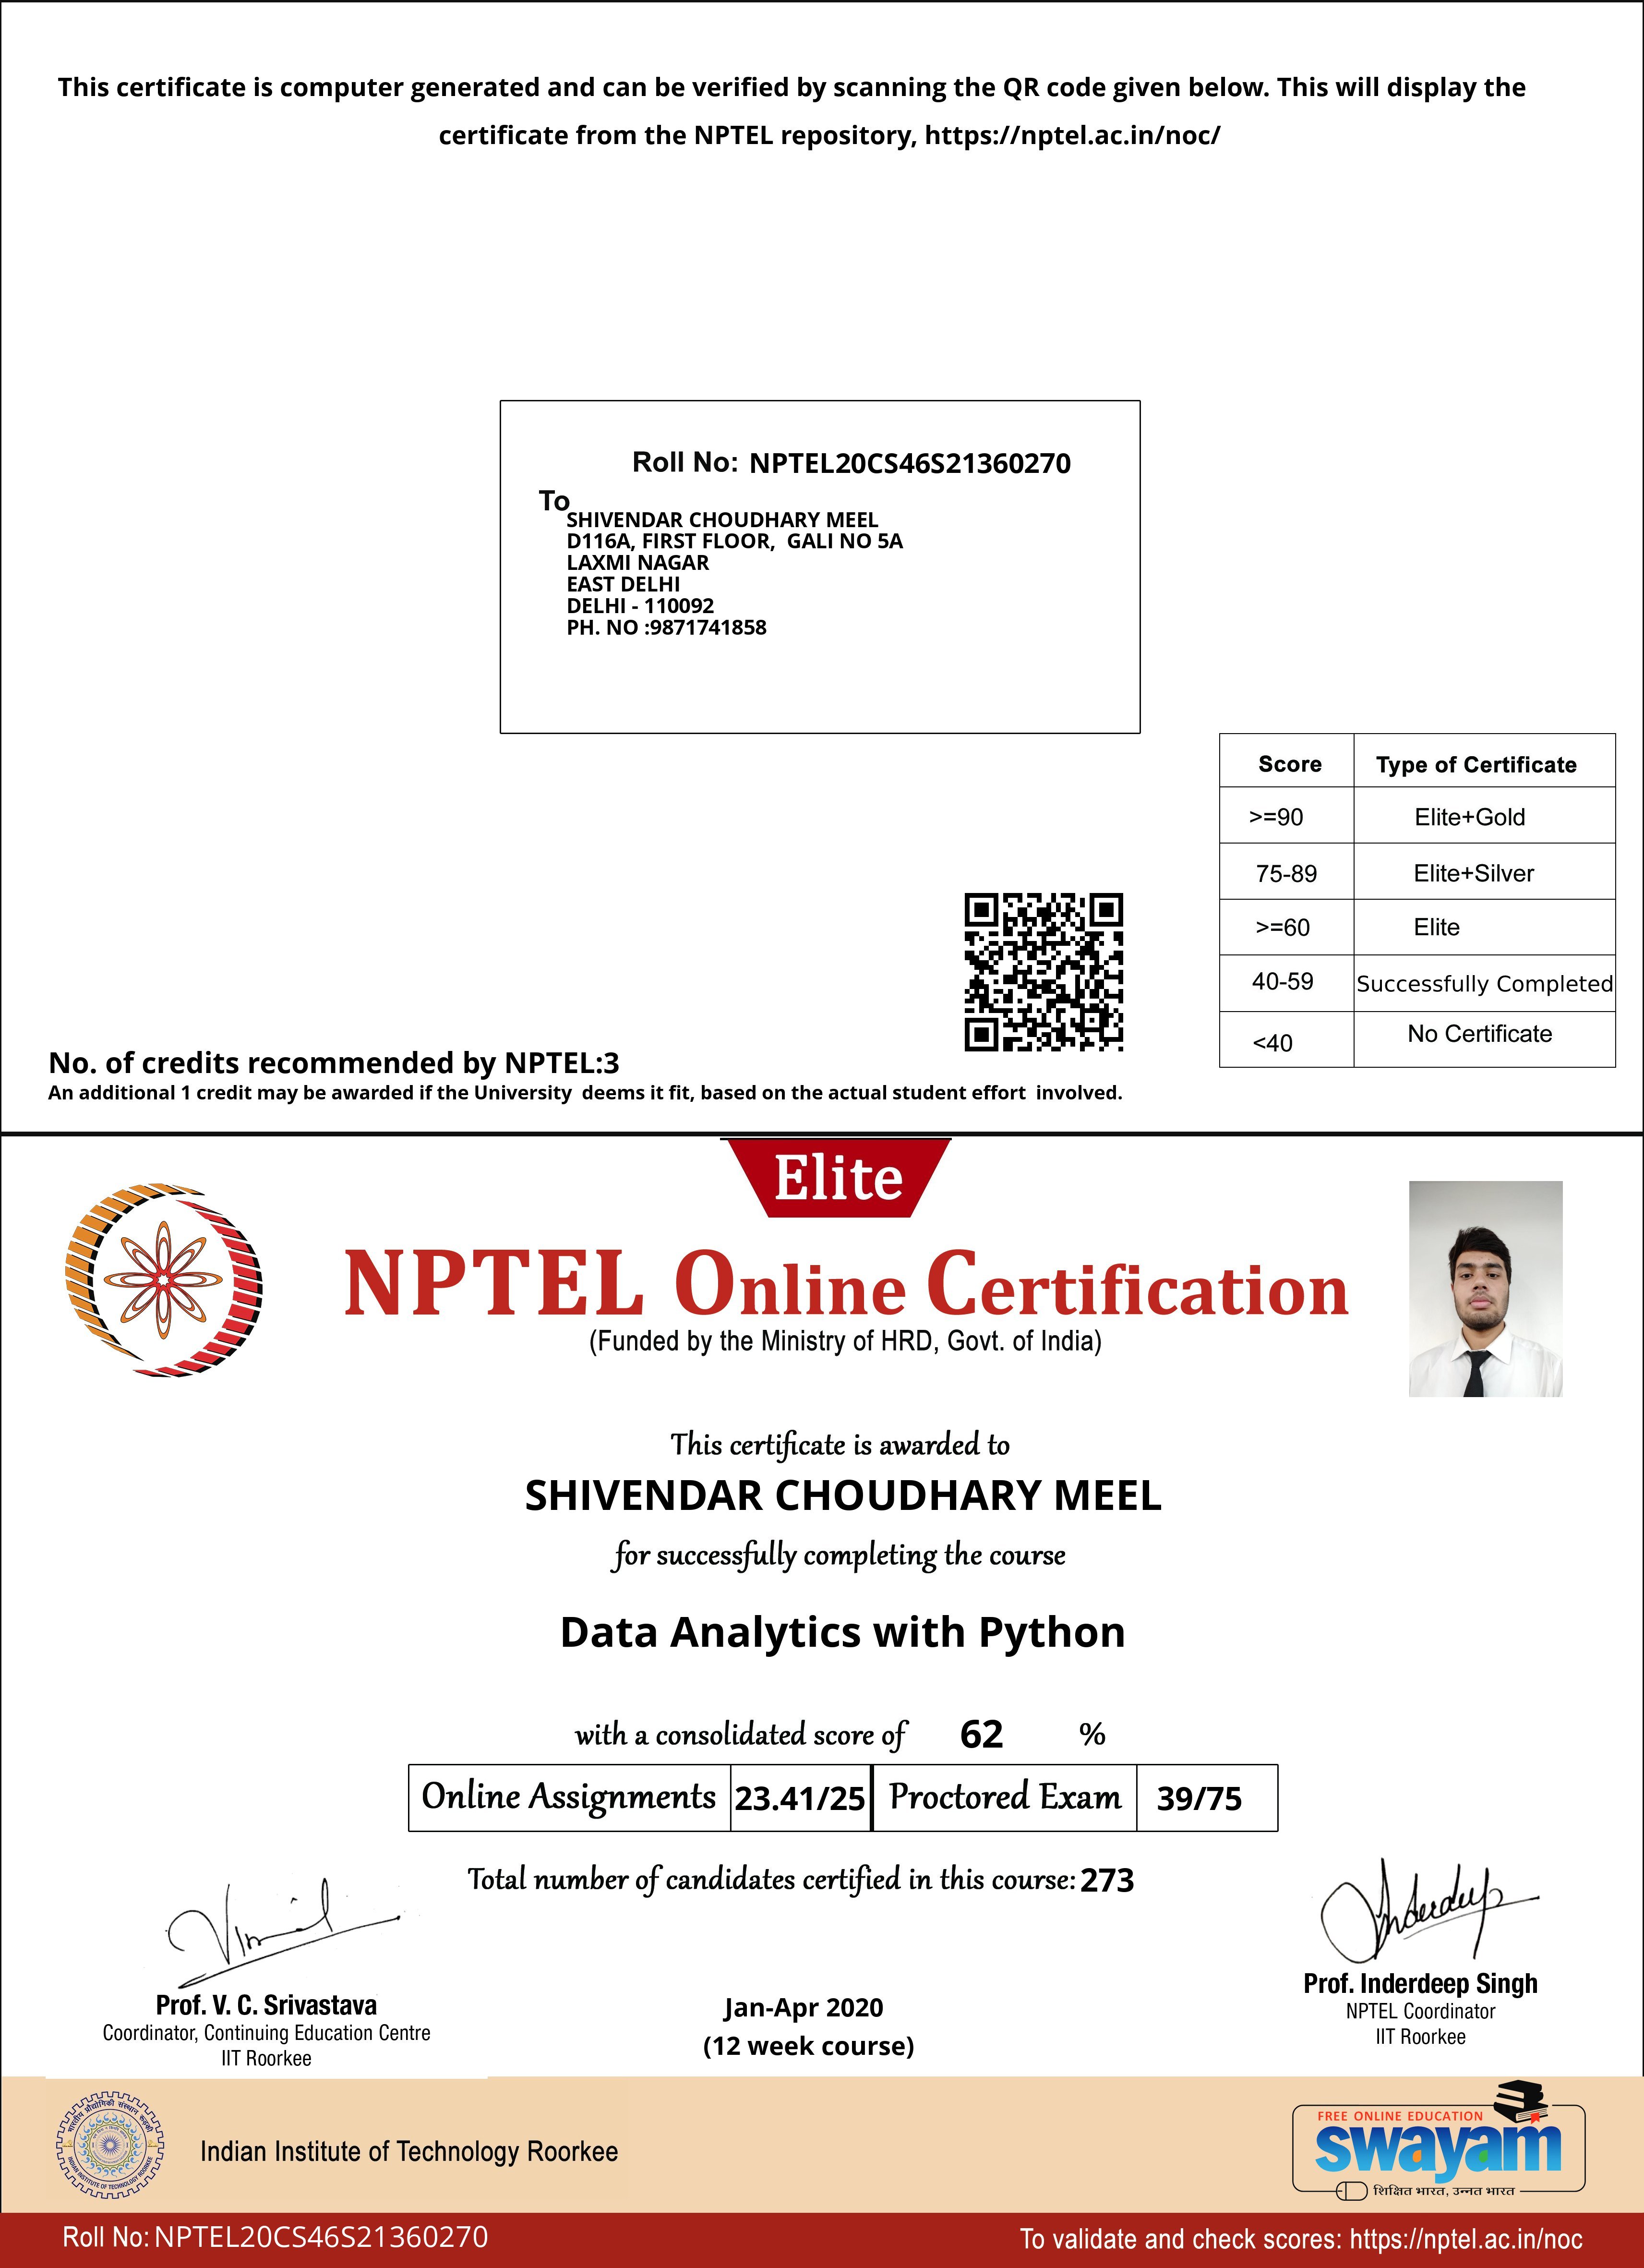 This certificate is computer generated and can be verified by scanning the QR code given below. This will display the
certificate from the NPTEL repository, https://nptel.ac.in/noc/
Roll No: NPTEL20CS46S21360270
To
SHIVENDAR CHOUDHARY MEEL
D116A, FIRST FLOOR, GALI NO 5A
LAXMI NAGAR
EAST DELHI
DELHI - 110092
PH. NO :9871741858
Score Type of Certificate
>=90 Elite+Gold
75-89 Elite+Silver
>=60 Elite
40-59 Successfully Completed
<40 No Certificate
No. of credits recommended by NPTEL:3
An additional 1 credit may be awarded if the University deems it fit, based on the actual student effort involved.
Elite
NPTEL Online Certification
(Funded by the Ministry of HRD, Govt. of India)
This certificate is awarded to
SHIVENDAR CHOUDHARY MEEL
for successfully completing the course
Data Analytics with Python
with a consolidated score of 62 %
Online Assignments 23.41/25 Proctored Exam 39/75
Total number of candidates certified in this course: 273
Prof. V. C. Srivastava
Coordinator, Continuing Education Centre
IIT Roorkee
Jan-Apr 2020
(12 week course)
Prof. Inderdeep Singh
NPTEL Coordinator
IIT Roorkee
भारतीय प्रौद्योगिकी संस्थान रूड़की
INDIAN INSTITUTE OF TECHNOLOGY ROORKEE
Indian Institute of Technology Roorkee
FREE ONLINE EDUCATION
swayam
शिक्षित भारत, उन्नत भारत
Roll No: NPTEL20CS46S21360270
To validate and check scores: https://nptel.ac.in/noc